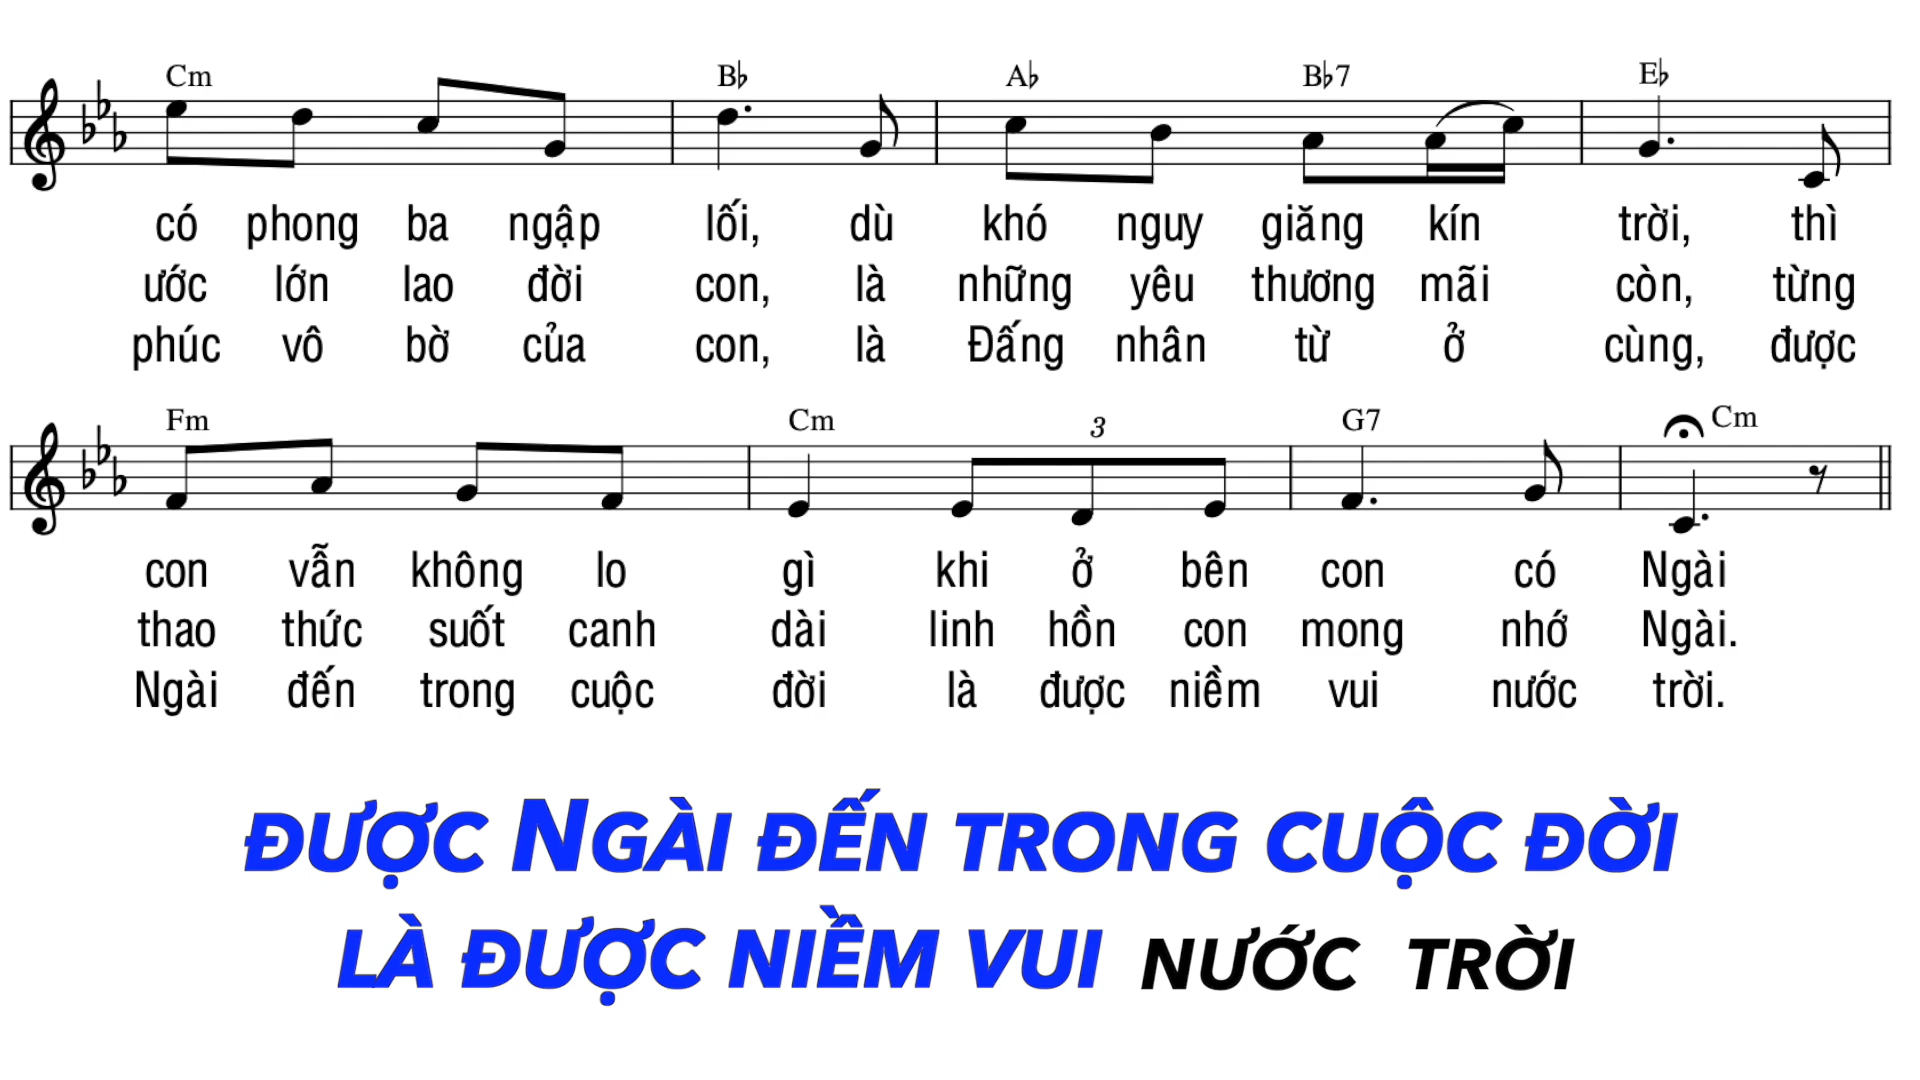 Cm B♭ A♭ B♭7 E♭
có phong ba ngập lối, dù khó nguy giăng kín trời, thì
ước lớn lao đời con, là những yêu thương mãi còn, từng
phúc vô bờ của con, là Đấng nhân từ ở cùng, được
Fm Cm 3 G7 Cm
con vẫn không lo gì khi ở bên con có Ngài
thao thức suốt canh dài linh hồn con mong nhớ Ngài.
Ngài đến trong cuộc đời là được niềm vui nước trời.
ĐƯỢC NGÀI ĐẾN TRONG CUỘC ĐỜI
LÀ ĐƯỢC NIỀM VUI NƯỚC TRỜI